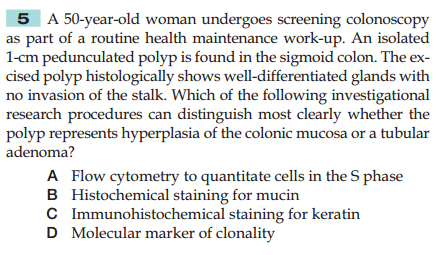 5 A 50-year-old woman undergoes screening colonoscopy
as part of a routine health maintenance work-up. An isolated
1-cm pedunculated polyp is found in the sigmoid colon. The ex-
cised polyp histologically shows well-differentiated glands with
no invasion of the stalk. Which of the following investigational
research procedures can distinguish most clearly whether the
polyp represents hyperplasia of the colonic mucosa or a tubular
adenoma?
A Flow cytometry to quantitate cells in the S phase
B Histochemical staining for mucin
C Immunohistochemical staining for keratin
D Molecular marker of clonality